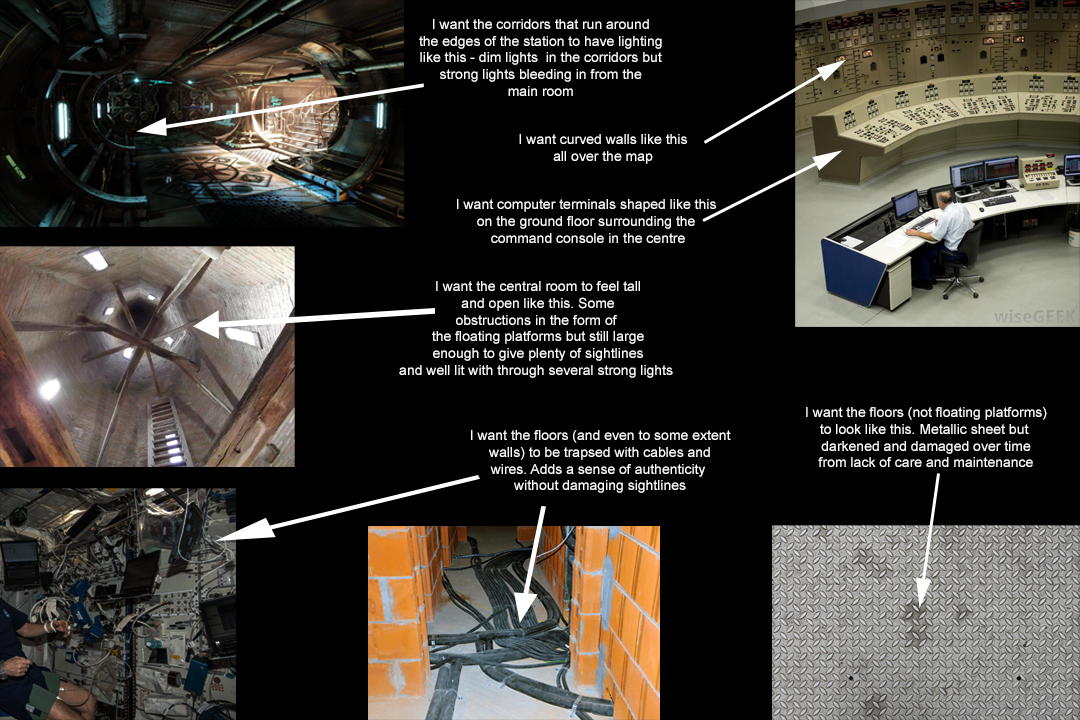 I want the corridors that run around
the edges of the station to have lighting
like this - dim lights in the corridors but
strong lights bleeding in from the
main room
I want curved walls like this
all over the map
I want computer terminals shaped like this
on the ground floor surrounding the
command console in the centre
wiseGEEK
I want the central room to feel tall
and open like this. Some
obstructions in the form of
the floating platforms but still large
enough to give plenty of sightlines
and well lit with through several strong lights
I want the floors (not floating platforms)
to look like this. Metallic sheet but
darkened and damaged over time
from lack of care and maintenance
I want the floors (and even to some extent
walls) to be trapsed with cables and
wires. Adds a sense of authenticity
without damaging sightlines